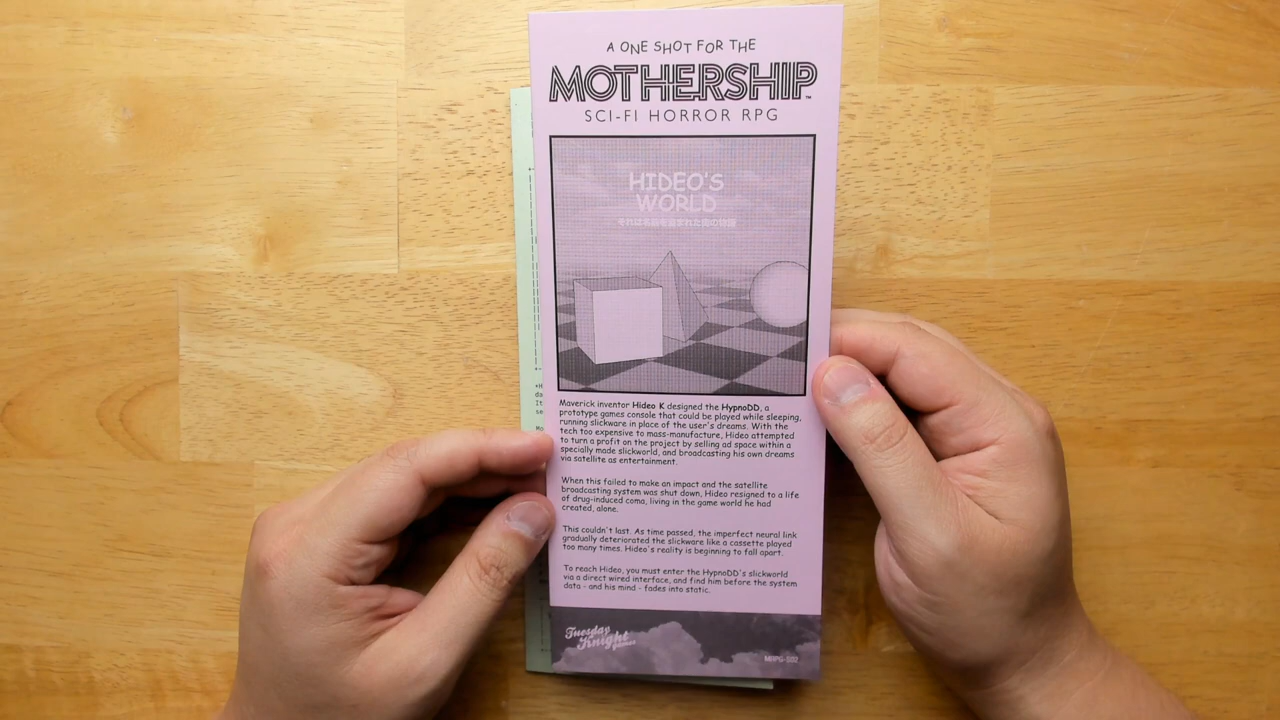 A ONE SHOT FOR THE
MOTHERSHIP™
SCI-FI HORROR RPG
HIDEO'S
WORLD
Maverick inventor Hideo K designed the HypnoDD, a
prototype games console that could be played while sleeping,
running slickware in place of the user's dreams. With the
tech too expensive to mass-manufacture, Hideo attempted
to turn a profit on the project by selling ad space within a
specially made slickworld, and broadcasting his own dreams
via satellite as entertainment.
When this failed to make an impact and the satellite
broadcasting system was shut down, Hideo resigned to a life
of drug-induced coma, living in the game world he had
created, alone.
This couldn't last. As time passed, the imperfect neural link
gradually deteriorated the slickware like a cassette played
too many times. Hideo's reality is beginning to fall apart.
To reach Hideo, you must enter the HypnoDD's slickworld
via a direct wired interface, and find him before the system
data - and his mind - fades into static.
Tuesday
Knight
games